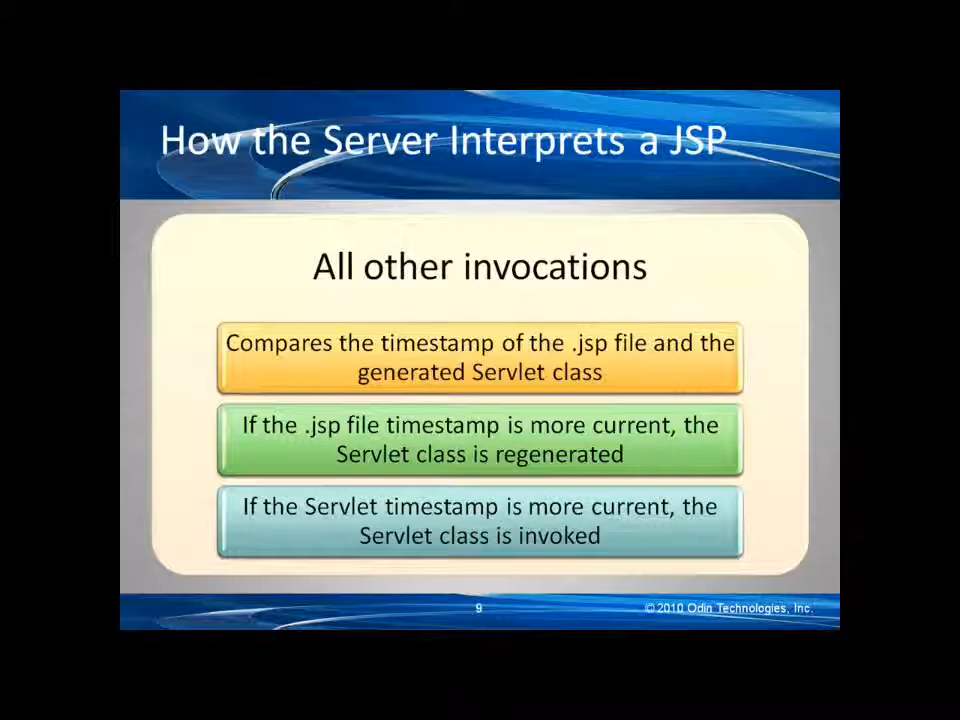 How the Server Interprets a JSP
All other invocations
Compares the timestamp of the .jsp file and the
generated Servlet class
If the .jsp file timestamp is more current, the
Servlet class is regenerated
If the Servlet timestamp is more current, the
Servlet class is invoked
9
© 2010 Odin Technologies, Inc.